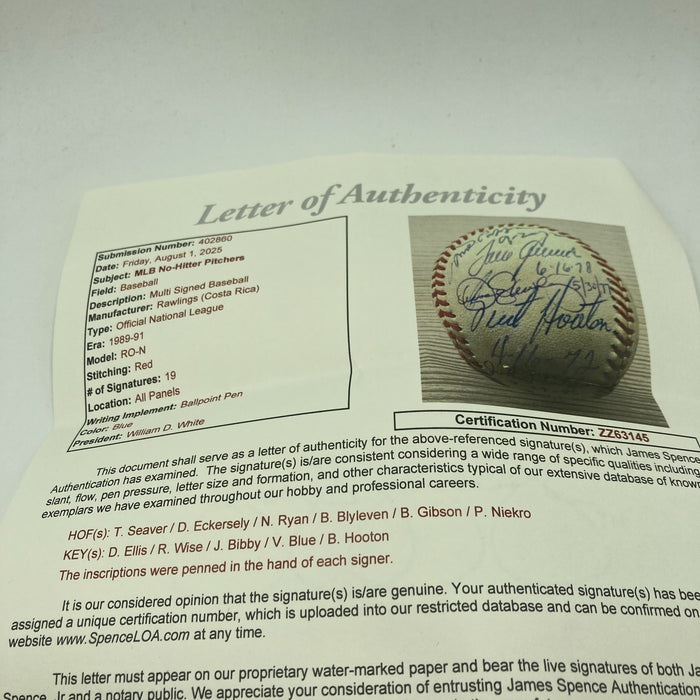 Letter of Authenticity
Submission Number: 402860
Date: Friday, August 1, 2025
Subject: MLB No-Hitter Pitchers
Field: Baseball
Description: Multi Signed Baseball
Manufacturer: Rawlings (Costa Rica)
Type: Official National League
Era: 1989-91
Model: RO-N
Stitching: Red
# of Signatures: 19
Location: All Panels
Writing Implement: Ballpoint Pen
Color: Blue
President: William D. White
Tom Seaver
6-16-78
5/30/77
Burt Hooton
4-16-72
Certification Number: ZZ63145
This document shall serve as a letter of authenticity for the above-referenced signature(s), which James Spence
Authentication has examined. The signature(s) is/are consistent considering a wide range of specific qualities including
slant, flow, pen pressure, letter size and formation, and other characteristics typical of our extensive database of known
exemplars we have examined throughout our hobby and professional careers.
HOF(s): T. Seaver / D. Eckersely / N. Ryan / B. Blyleven / B. Gibson / P. Niekro
KEY(s): D. Ellis / R. Wise / J. Bibby / V. Blue / B. Hooton
The inscriptions were penned in the hand of each signer.
It is our considered opinion that the signature(s) is/are genuine. Your authenticated signature(s) has bee
assigned a unique certification number, which is uploaded into our restricted database and can be confirmed on
website www.SpenceLOA.com at any time.
This letter must appear on our proprietary water-marked paper and bear the live signatures of both Ja
Spence, Jr and a notary public. We appreciate your consideration of entrusting James Spence Authenticatio